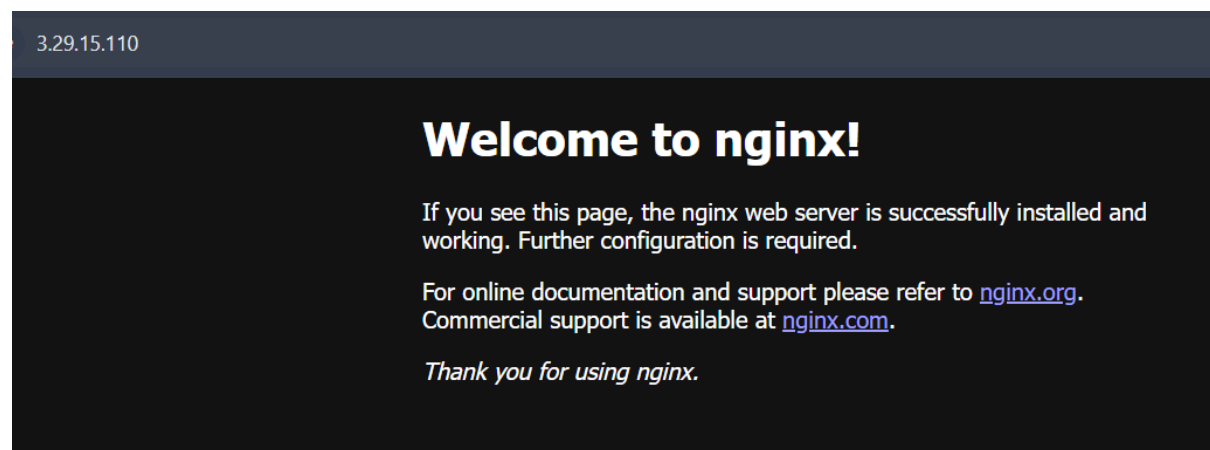 3.29.15.110
Welcome to nginx!
If you see this page, the nginx web server is successfully installed and
working. Further configuration is required.
For online documentation and support please refer to nginx.org.
Commercial support is available at nginx.com.
Thank you for using nginx.